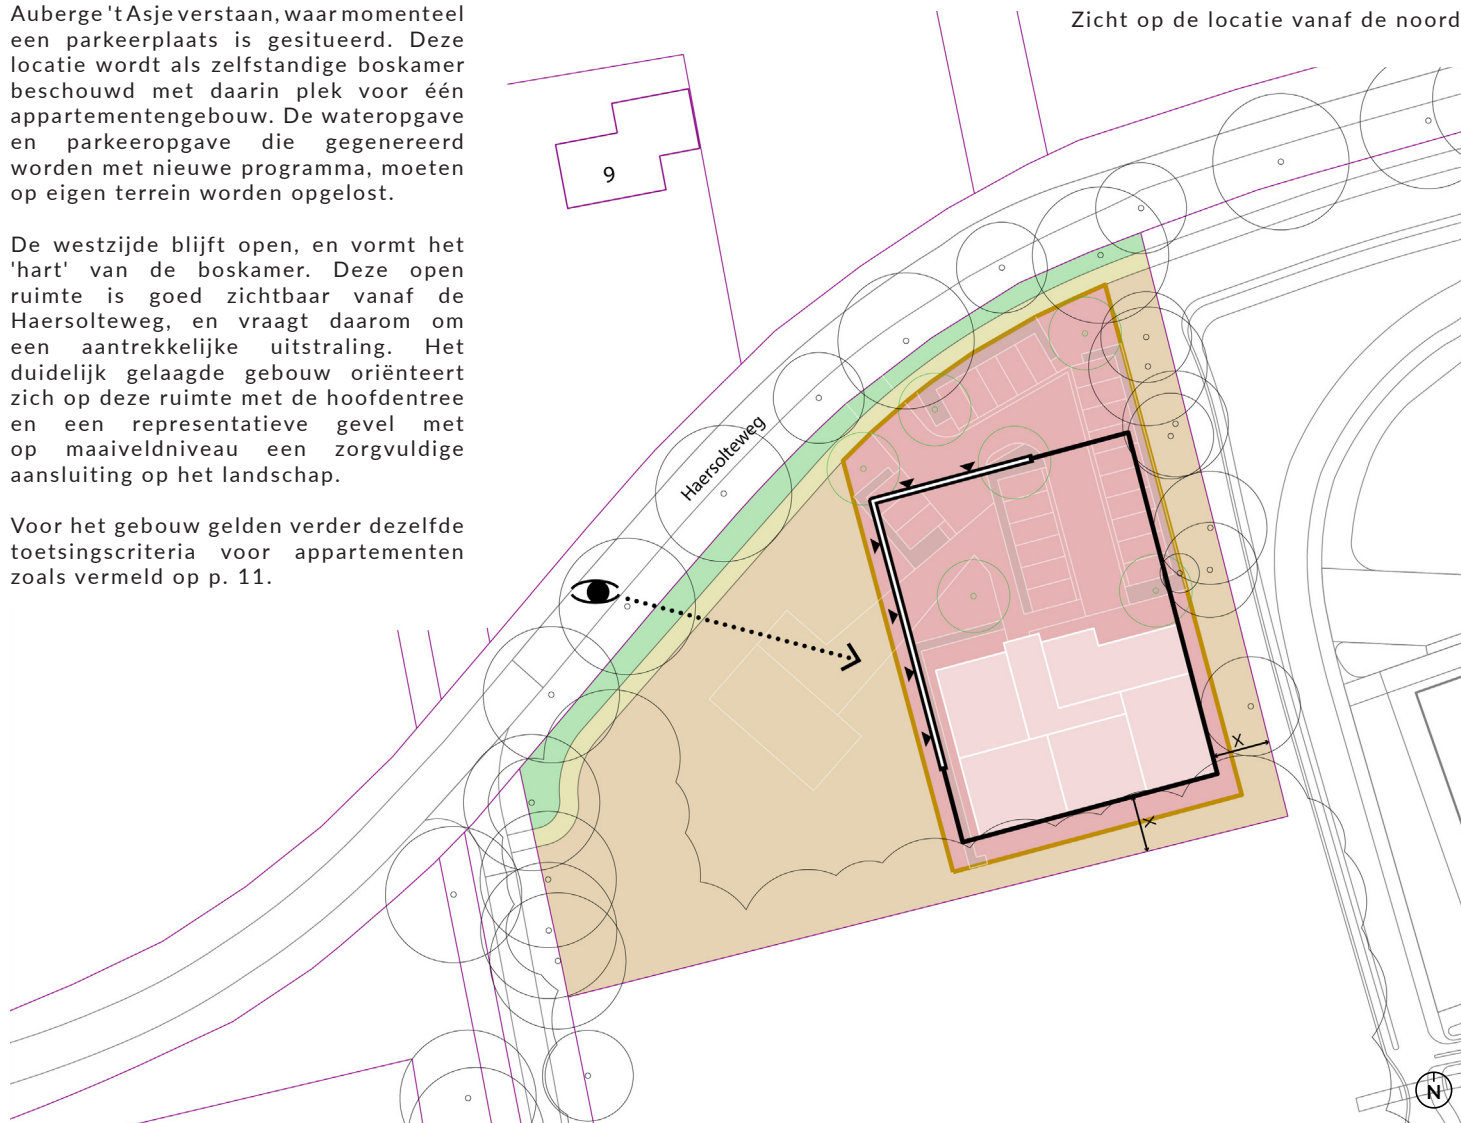 Auberge 't Asje verstaan, waar momenteel
een parkeerplaats is gesitueerd. Deze
locatie wordt als zelfstandige boskamer
beschouwd met daarin plek voor één
appartementengebouw. De wateropgave
en parkeeropgave die gegenereerd
worden met nieuwe programma, moeten
op eigen terrein worden opgelost.
De westzijde blijft open, en vormt het
'hart' van de boskamer. Deze open
ruimte is goed zichtbaar vanaf de
Haersolteweg, en vraagt daarom om
een aantrekkelijke uitstraling. Het
duidelijk gelaagde gebouw oriënteert
zich op deze ruimte met de hoofdentree
en een representatieve gevel met
op maaiveldniveau een zorgvuldige
aansluiting op het landschap.
Voor het gebouw gelden verder dezelfde
toetsingscriteria voor appartementen
zoals vermeld op p. 11.
Zicht op de locatie vanaf de noord
9
Haersolteweg
X
X
N